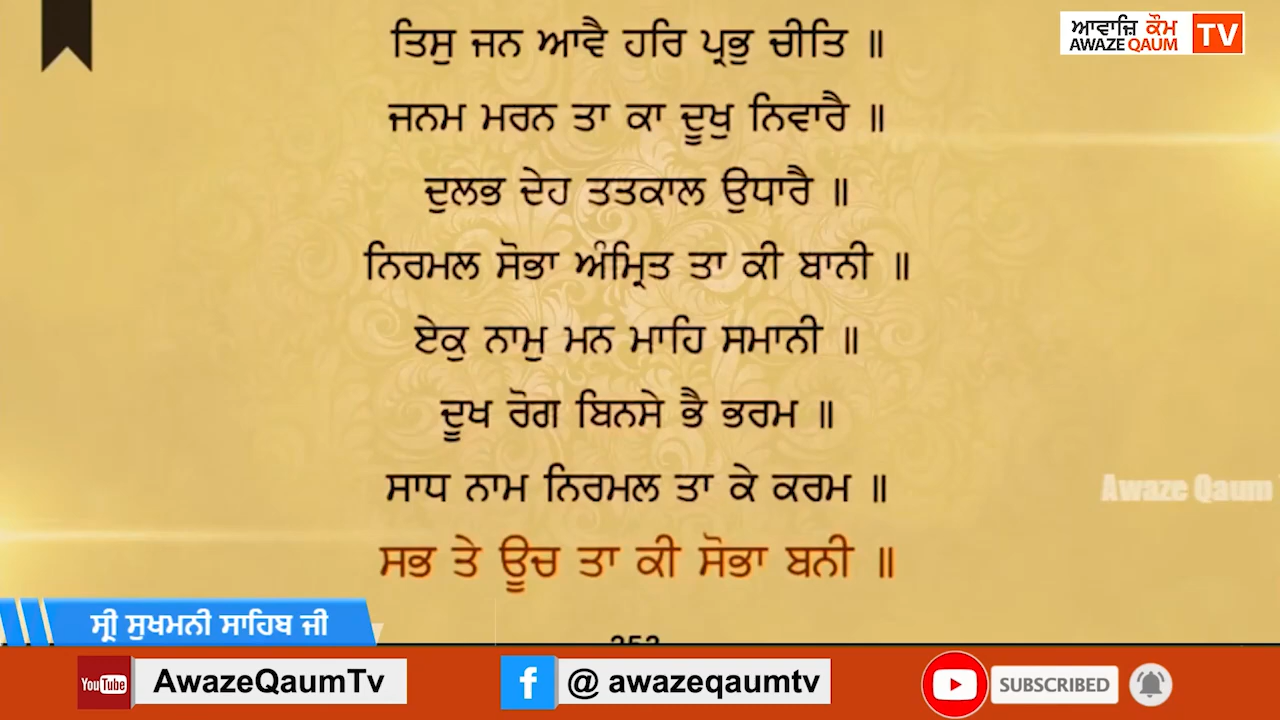 ਆਵਾਜ਼ਿ ਕੌਮ
AWAZE QAUM TV
ਤਿਸੁ ਜਨ ਆਵੈ ਹਰਿ ਪ੍ਰਭੁ ਚੀਤਿ ॥
ਜਨਮ ਮਰਨ ਤਾ ਕਾ ਦੂਖੁ ਨਿਵਾਰੈ ॥
ਦੁਲਭ ਦੇਹ ਤਤਕਾਲ ਉਧਾਰੈ ॥
ਨਿਰਮਲ ਸੋਭਾ ਅੰਮ੍ਰਿਤ ਤਾ ਕੀ ਬਾਨੀ ॥
ਏਕੁ ਨਾਮੁ ਮਨ ਮਾਹਿ ਸਮਾਨੀ ॥
ਦੂਖ ਰੋਗ ਬਿਨਸੇ ਭੈ ਭਰਮ ॥
ਸਾਧ ਨਾਮ ਨਿਰਮਲ ਤਾ ਕੇ ਕਰਮ ॥
Awaze Qaum
ਸਭ ਤੇ ਊਚ ਤਾ ਕੀ ਸੋਭਾ ਬਨੀ ॥
ਸ੍ਰੀ ਸੁਖਮਨੀ ਸਾਹਿਬ ਜੀ
YouTube AwazeQaumTv
f @ awazeqaumtv
SUBSCRIBED